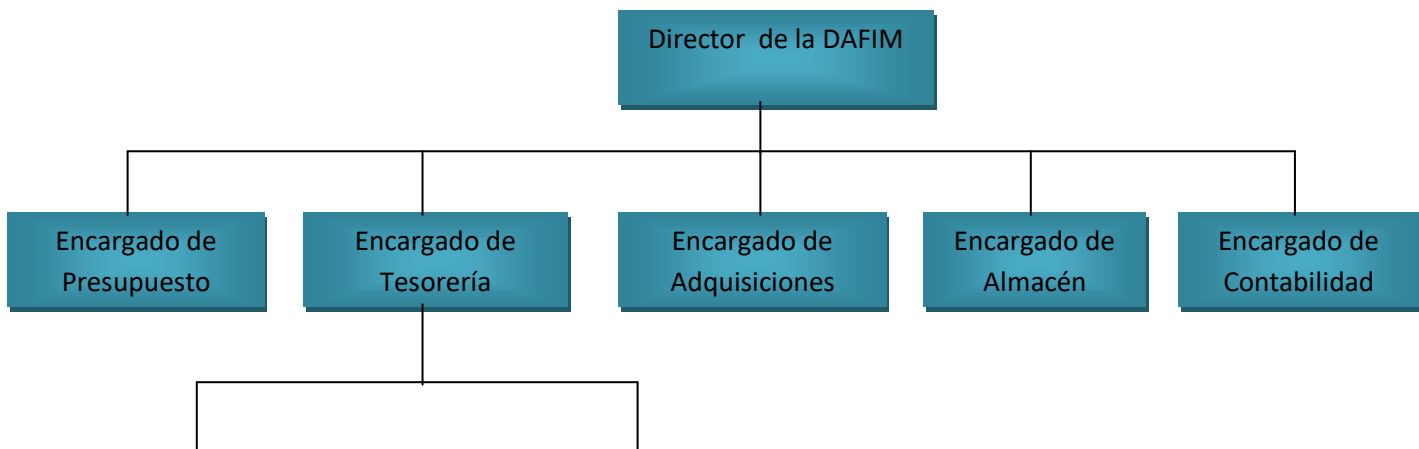 Director de la DAFIM
Encargado de
Presupuesto
Encargado de
Tesorería
Encargado de
Adquisiciones
Encargado de
Almacén
Encargado de
Contabilidad